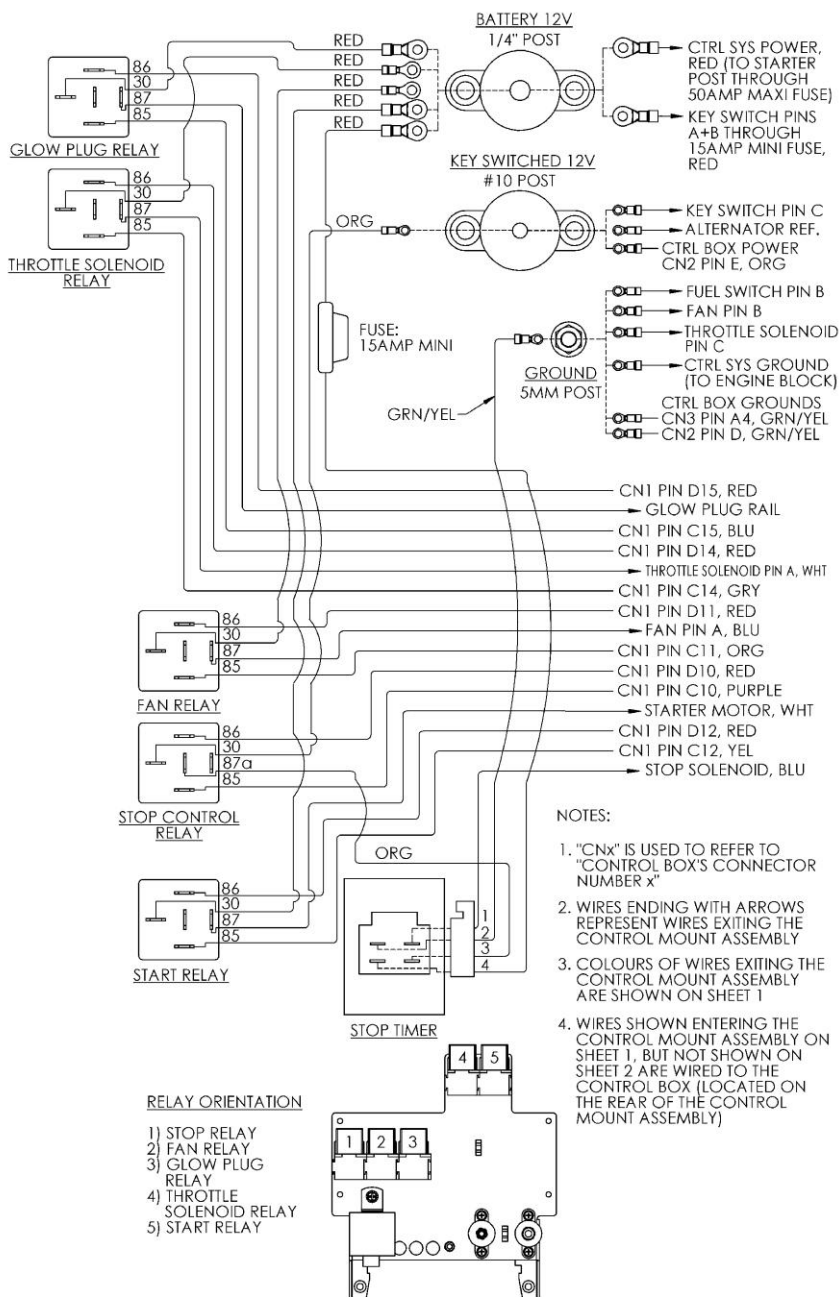 BATTERY 12V
1/4" POST
RED
RED
RED
RED
RED
CTRL SYS POWER,
RED (TO STARTER
POST THROUGH
50AMP MAXI FUSE)
KEY SWITCH PINS
A+B THROUGH
15AMP MINI FUSE,
RED
86
30
87
85
GLOW PLUG RELAY
KEY SWITCHED 12V
#10 POST
ORG
KEY SWITCH PIN C
ALTERNATOR REF.
CTRL BOX POWER
CN2 PIN E, ORG
86
30
87
85
THROTTLE SOLENOID
RELAY
FUSE:
15AMP MINI
GROUND
5MM POST
GRN/YEL
FUEL SWITCH PIN B
FAN PIN B
THROTTLE SOLENOID
PIN C
CTRL SYS GROUND
(TO ENGINE BLOCK)
CTRL BOX GROUNDS
CN3 PIN A4, GRN/YEL
CN2 PIN D, GRN/YEL
CN1 PIN D15, RED
GLOW PLUG RAIL
CN1 PIN C15, BLU
CN1 PIN D14, RED
THROTTLE SOLENOID PIN A, WHT
CN1 PIN C14, GRY
CN1 PIN D11, RED
FAN PIN A, BLU
CN1 PIN C11, ORG
CN1 PIN D10, RED
CN1 PIN C10, PURPLE
STARTER MOTOR, WHT
CN1 PIN D12, RED
CN1 PIN C12, YEL
STOP SOLENOID, BLU
86
30
87
85
FAN RELAY
86
30
87a
85
STOP CONTROL
RELAY
ORG
86
30
87
85
START RELAY
1
2
3
4
STOP TIMER
NOTES:
1. "CNx" IS USED TO REFER TO
"CONTROL BOX'S CONNECTOR
NUMBER x"
2. WIRES ENDING WITH ARROWS
REPRESENT WIRES EXITING THE
CONTROL MOUNT ASSEMBLY
3. COLOURS OF WIRES EXITING THE
CONTROL MOUNT ASSEMBLY
ARE SHOWN ON SHEET 1
4. WIRES SHOWN ENTERING THE
CONTROL MOUNT ASSEMBLY ON
SHEET 1, BUT NOT SHOWN ON
SHEET 2 ARE WIRED TO THE
CONTROL BOX (LOCATED ON
THE REAR OF THE CONTROL
MOUNT ASSEMBLY)
RELAY ORIENTATION
1) STOP RELAY
2) FAN RELAY
3) GLOW PLUG
RELAY
4) THROTTLE
SOLENOID RELAY
5) START RELAY
4 5
1 2 3